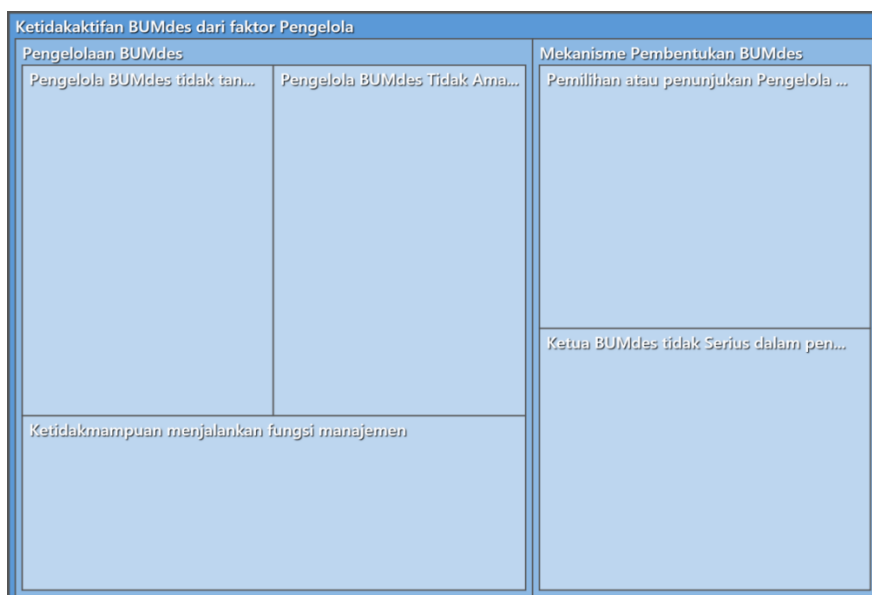 Ketidakaktifan BUMdes dari faktor Pengelola
Pengelolaan BUMdes
Mekanisme Pembentukan BUMdes
Pengelola BUMdes tidak tan...
Pengelola BUMdes Tidak Ama...
Pemilihan atau penunjukan Pengelola ...
Ketua BUMdes tidak Serius dalam pen...
Ketidakmampuan menjalankan fungsi manajemen